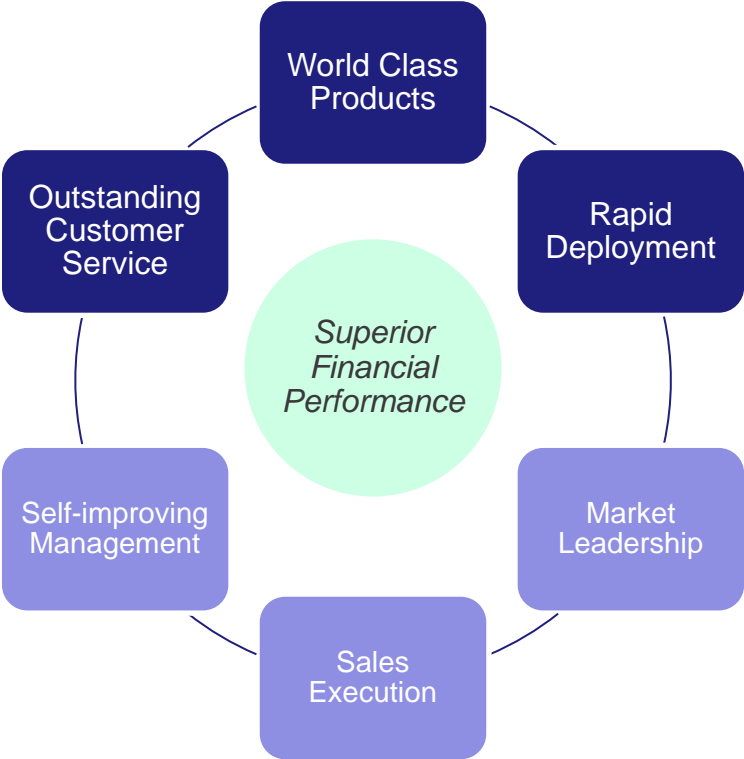 World Class
Products
Outstanding
Customer
Service
Rapid
Deployment
Superior
Financial
Performance
Self-improving
Management
Market
Leadership
Sales
Execution